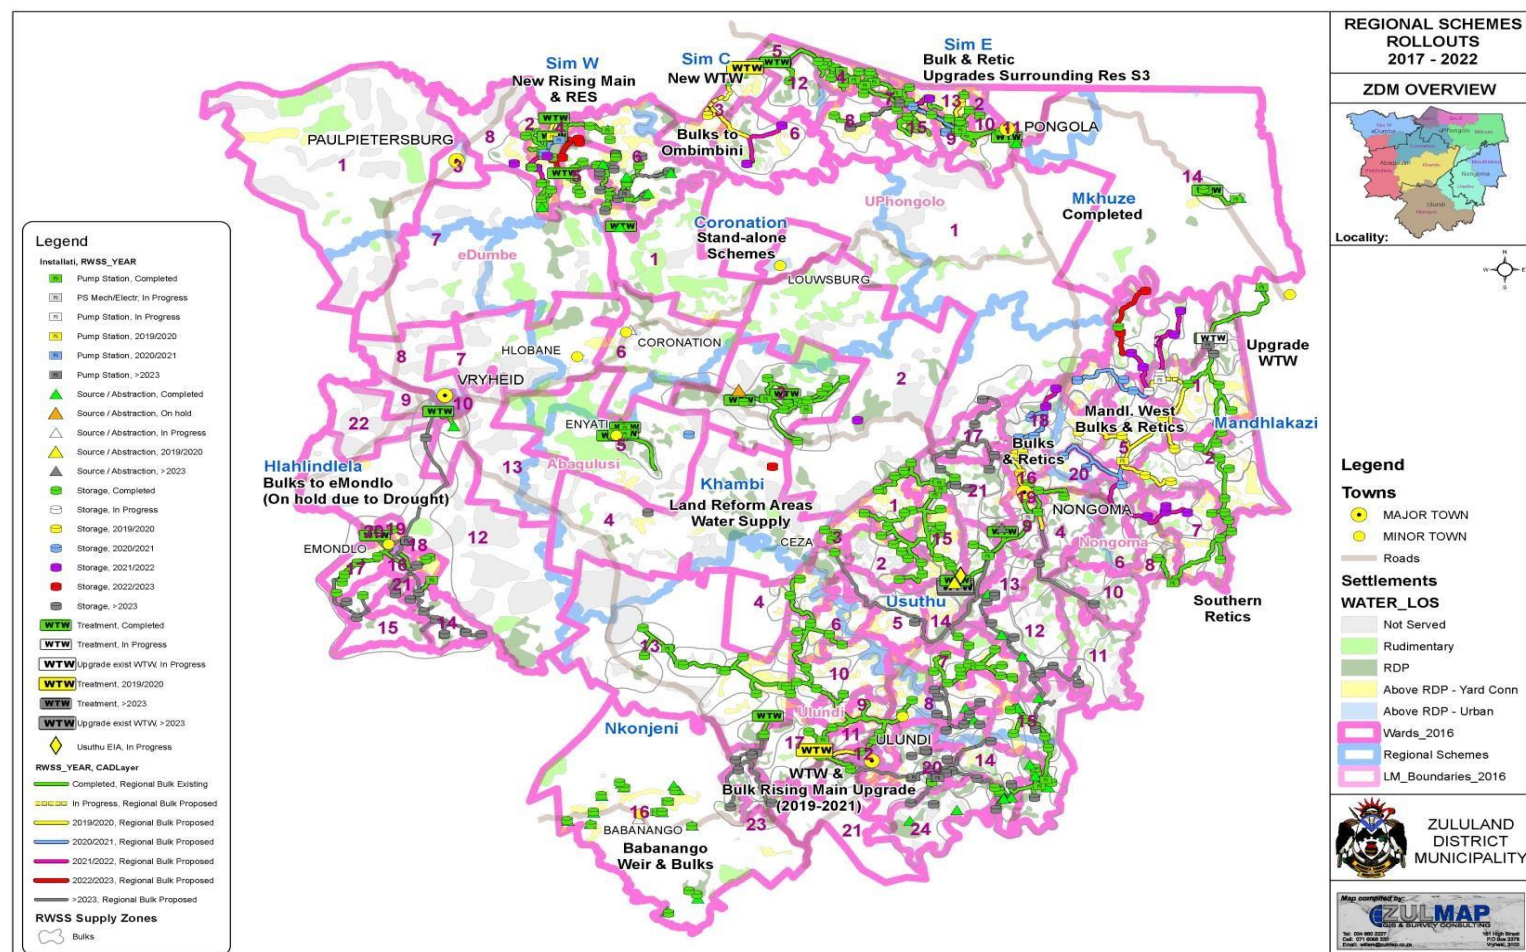 REGIONAL SCHEMES
ROLLOUTS
2017 - 2022
ZDM OVERVIEW
Locality:
Legend
Towns
MAJOR TOWN
MINOR TOWN
Roads
Settlements
WATER_LOS
Not Served
Rudimentary
RDP
Above RDP - Yard Conn
Above RDP - Urban
Wards_2016
Regional Schemes
LM_Boundaries_2016
ZULULAND
DISTRICT
MUNICIPALITY
Map compiled by:
ZULMAP
GIS & SURVEY CONSULTING
Legend
Installati, RWSS_YEAR
Pump Station, Completed
PS Mech/Electr, In Progress
Pump Station, In Progress
Pump Station, 2019/2020
Pump Station, 2020/2021
Pump Station, >2023
Source / Abstraction, Completed
Source / Abstraction, On hold
Source / Abstraction, In Progress
Source / Abstraction, 2019/2020
Source / Abstraction, >2023
Storage, Completed
Storage, In Progress
Storage, 2019/2020
Storage, 2020/2021
Storage, 2021/2022
Storage, 2022/2023
Storage, >2023
WTW Treatment, Completed
WTW Treatment, In Progress
WTW Upgrade exist WTW, In Progress
WTW Treatment, 2019/2020
WTW Treatment, >2023
WTW Upgrade exist WTW, >2023
Usuthu EIA, In Progress
RWSS_YEAR, CADLayer
Completed, Regional Bulk Existing
In Progress, Regional Bulk Proposed
2019/2020, Regional Bulk Proposed
2020/2021, Regional Bulk Proposed
2021/2022, Regional Bulk Proposed
2022/2023, Regional Bulk Proposed
>2023, Regional Bulk Proposed
RWSS Supply Zones
Bulks
Sim W
New Rising Main
& RES
Sim C
New WTW
Sim E
Bulk & Retic
Upgrades Surrounding Res S3
Bulks to
Ombimbini
PAULPIETERSBURG
PONGOLA
UPhongolo
Mkhuze
Completed
Coronation
Stand-alone
Schemes
eDumbe
LOUWSBURG
HLOBANE
CORONATION
VRYHEID
Upgrade
WTW
Mandl. West
Bulks & Retics
Mandhlakazi
ENYATI
Abaqulusi
Hlahlindlela
Bulks to eMondlo
(On hold due to Drought)
Khambi
Land Reform Areas
Water Supply
Bulks
& Retics
NONGOMA
Nongoma
CEZA
EMONDLO
Usuthu
Southern
Retics
Nkonjeni
Ulundi
ULUNDI
WTW &
Bulk Rising Main Upgrade
(2019-2021)
BABANANGO
Babanango
Weir & Bulks